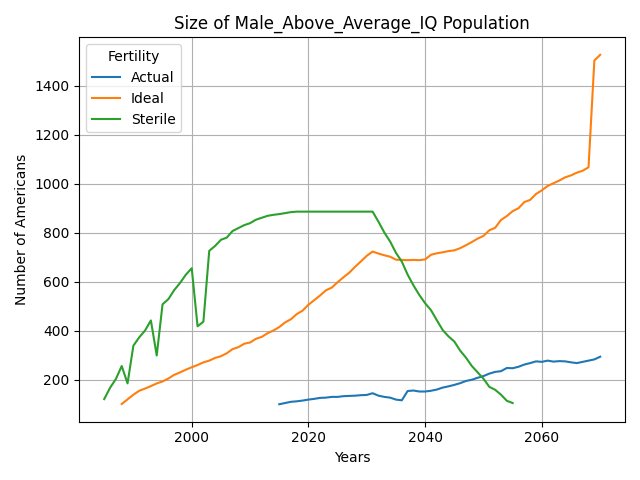 Size of Male_Above_Average_IQ Population
Fertility
Actual
Ideal
Sterile
Number of Americans
1400
1200
1000
800
600
400
200
2000
2020
2040
2060
Years